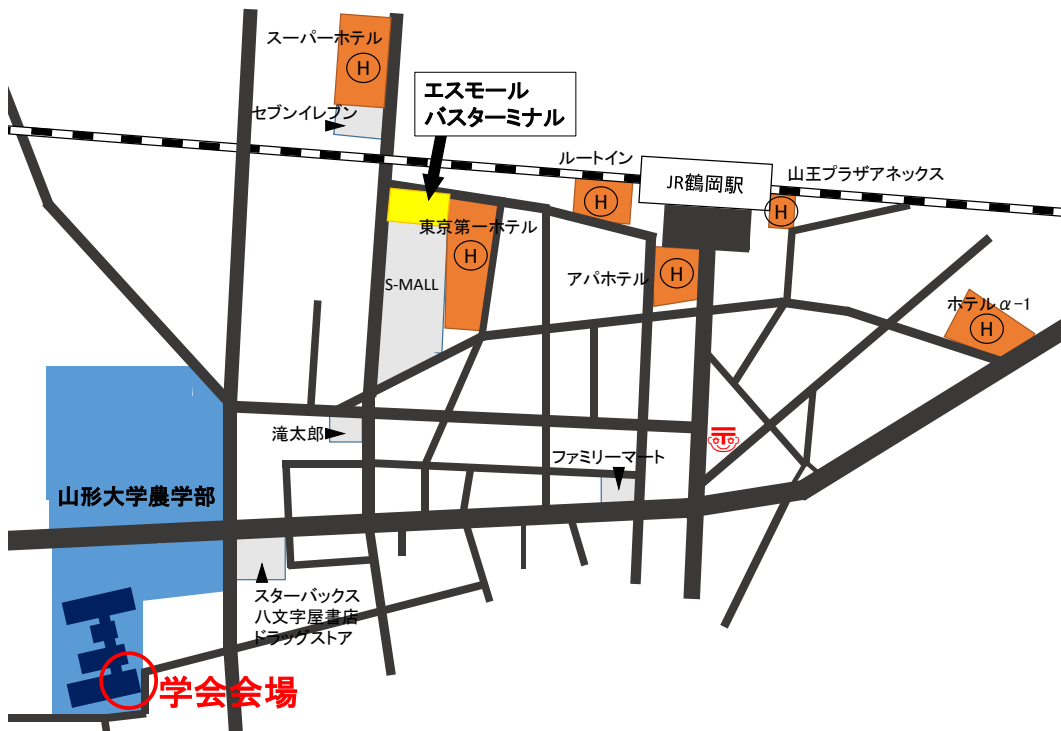 スーパーホテル
H
セブンイレブン
エスモール
バスターミナル
ルートイン
H
JR鶴岡駅
山王プラザアネックス
H
東京第一ホテル
H
S-MALL
アパホテル
H
ホテルα-1
H
滝太郎
〒
ファミリーマート
山形大学農学部
スターバックス
八文字屋書店
ドラッグストア
学会会場